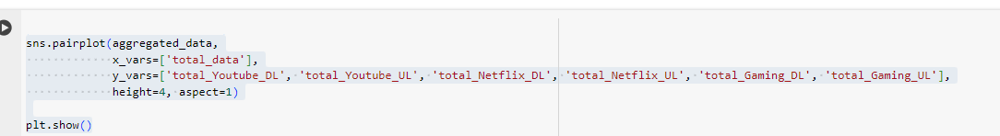 sns.pairplot(aggregated_data,
             x_vars=['total_data'],
             y_vars=['total_Youtube_DL', 'total_Youtube_UL', 'total_Netflix_DL', 'total_Netflix_UL', 'total_Gaming_DL', 'total_Gaming_UL'],
             height=4, aspect=1)
plt.show()